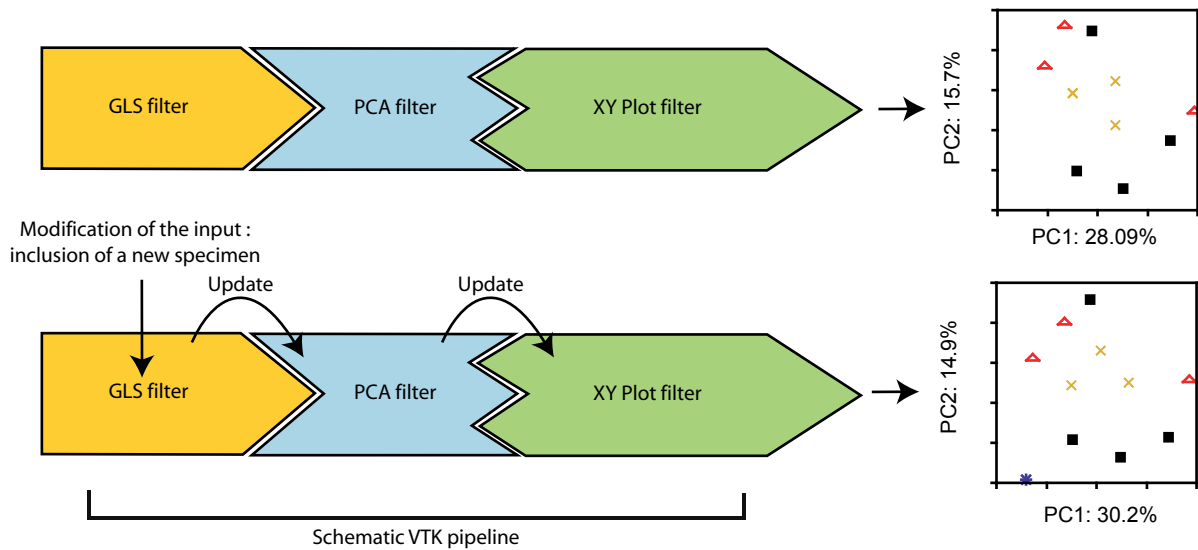 GLS filter
PCA filter
XY Plot filter
PC2: 15.7%
PC1: 28.09%
Modification of the input :
inclusion of a new specimen
Update
Update
GLS filter
PCA filter
XY Plot filter
PC2: 14.9%
PC1: 30.2%
Schematic VTK pipeline